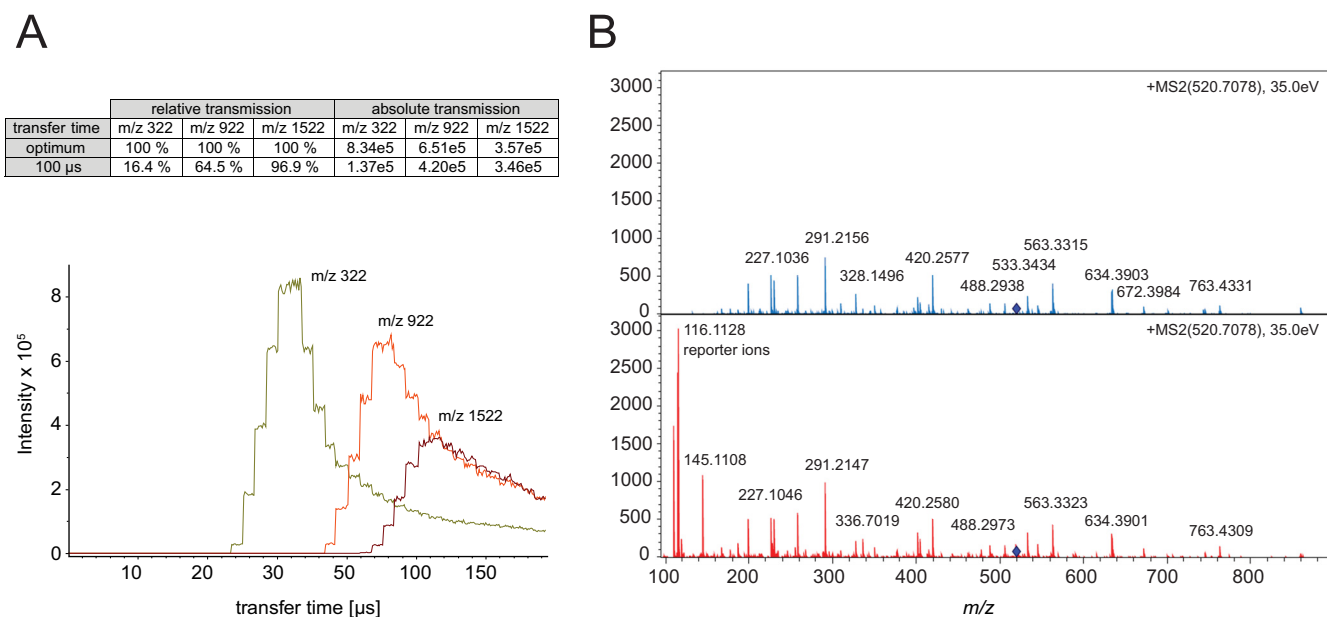 A
relative transmission absolute transmission
transfer time m/z 322 m/z 922 m/z 1522 m/z 322 m/z 922 m/z 1522
optimum 100 % 100 % 100 % 8.34e5 6.51e5 3.57e5
100 µs 16.4 % 64.5 % 96.9 % 1.37e5 4.20e5 3.46e5
Intensity x 10⁵
8
6
4
2
0
m/z 322
m/z 922
m/z 1522
10 20 30 50 100 150
transfer time [µs]
B
+MS2(520.7078), 35.0eV
3000
2500
2000
1500
1000
500
0
291.2156
563.3315
227.1036
420.2577
533.3434
328.1496
488.2938
634.3903
672.3984
763.4331
+MS2(520.7078), 35.0eV
3000
2500
2000
1500
1000
500
0
116.1128
reporter ions
145.1108
291.2147
227.1046
420.2580
563.3323
336.7019
488.2973
634.3901
763.4309
100 200 300 400 500 600 700 800
m/z